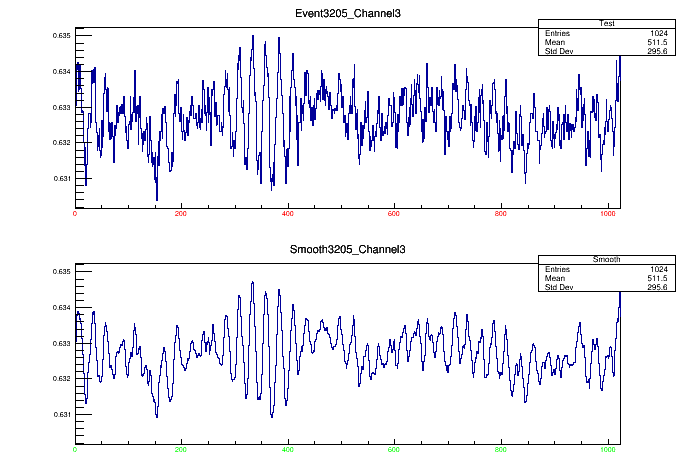 Event3205_Channel3
Test
Entries 1024
Mean 511.5
Std Dev 295.6
0.635
0.634
0.633
0.632
0.631
0 200 400 600 800 1000
Smooth3205_Channel3
Smooth
Entries 1024
Mean 511.5
Std Dev 295.6
0.635
0.634
0.633
0.632
0.631
0 200 400 600 800 1000